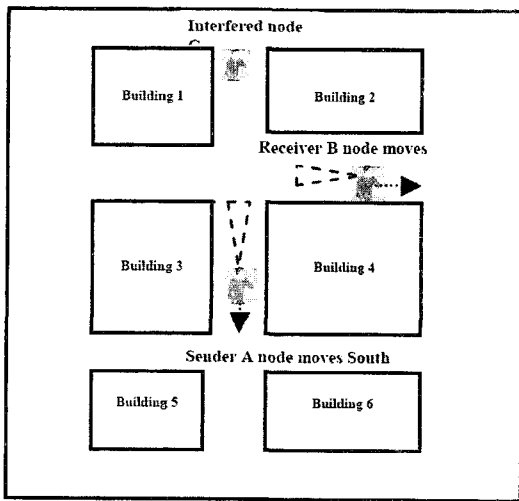 Interfered node
Building 1
Building 2
Receiver B node moves
Building 3
Building 4
Sender A node moves South
Building 5
Building 6